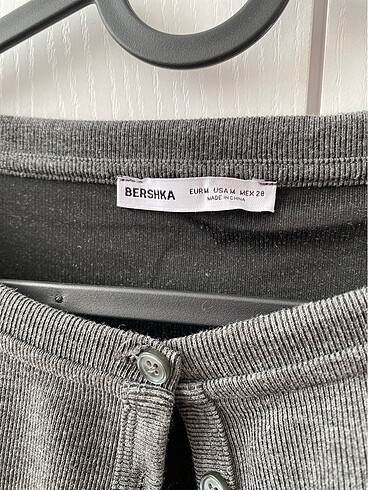 BERSHKA EUR M USA M MEX 28
MADE IN CHINA